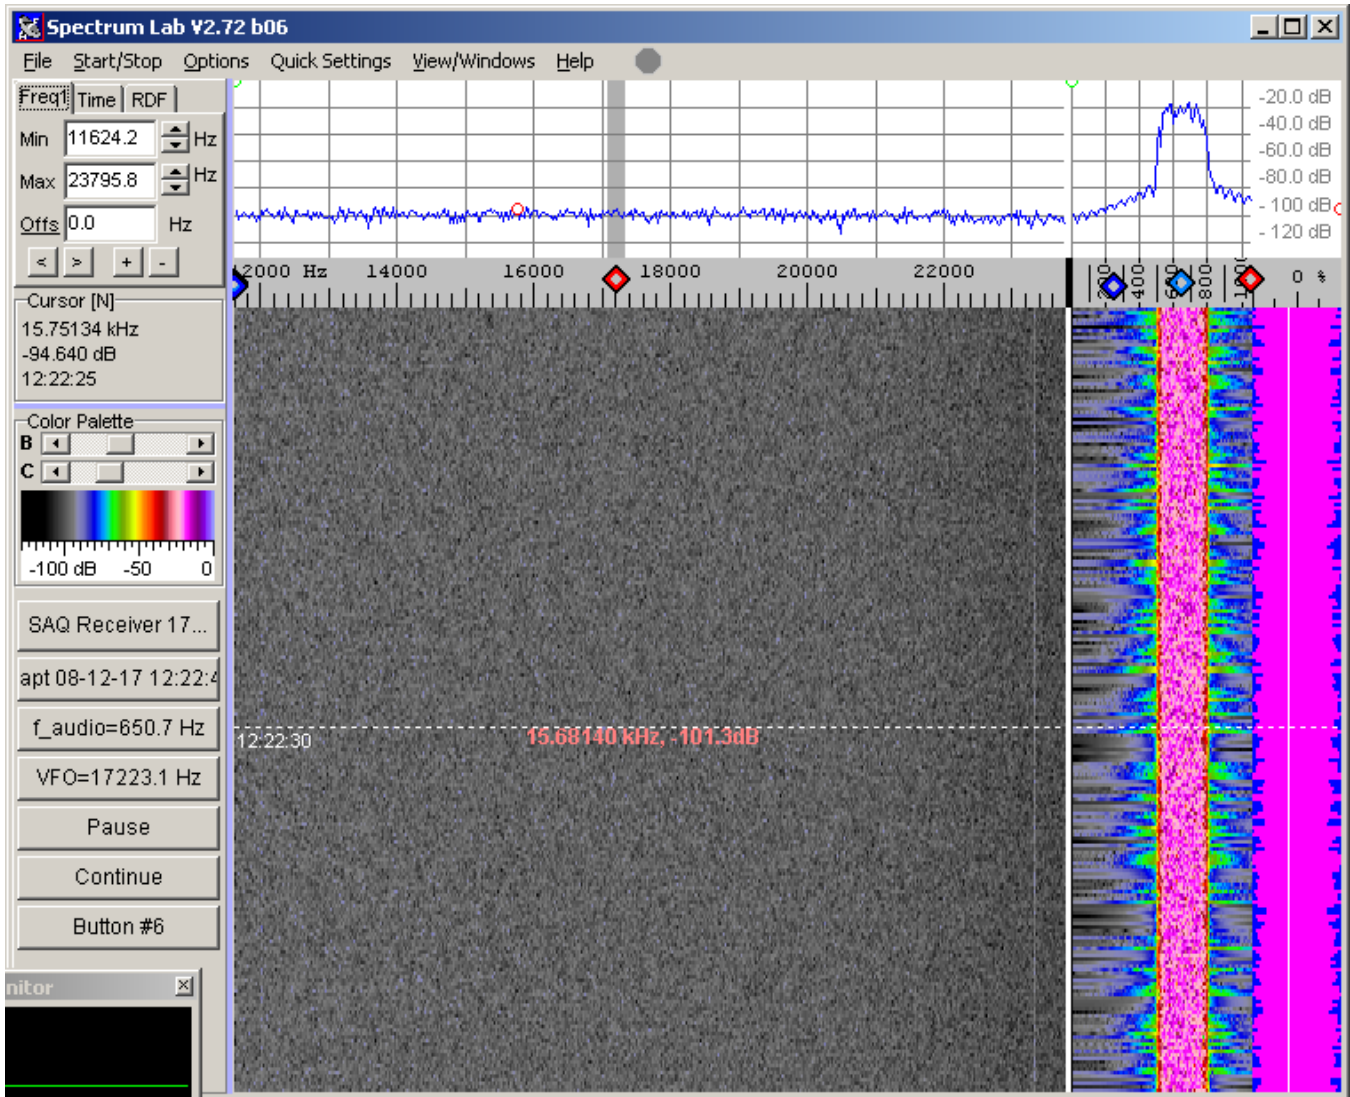 Spectrum Lab V2.72 b06
File Start/Stop Options Quick Settings View/Windows Help
Freq1 Time RDF
Min 11624.2 Hz
Max 23795.8 Hz
Offs 0.0 Hz
< > + -
Cursor [N]
15.75134 kHz
-94.640 dB
12:22:25
Color Palette
B
C
-100 dB -50 0
SAQ Receiver 17...
apt 08-12-17 12:22:4
f_audio=650.7 Hz
VFO=17223.1 Hz
Pause
Continue
Button #6
nitor
-20.0 dB
-40.0 dB
-60.0 dB
-80.0 dB
-100 dB
-120 dB
2000 Hz 14000 16000 18000 20000 22000
200 400 600 800 0 %
12:22:30
15.68140 kHz, -101.3dB